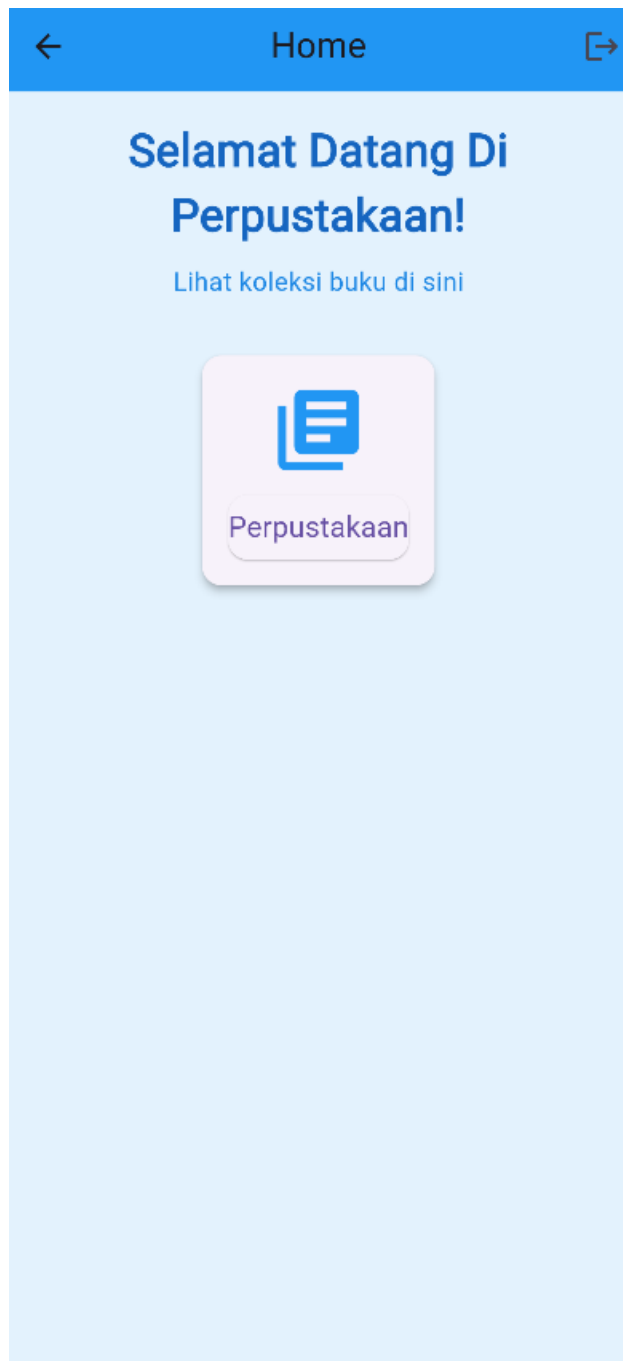 Home
Selamat Datang Di
Perpustakaan!
Lihat koleksi buku di sini
Perpustakaan